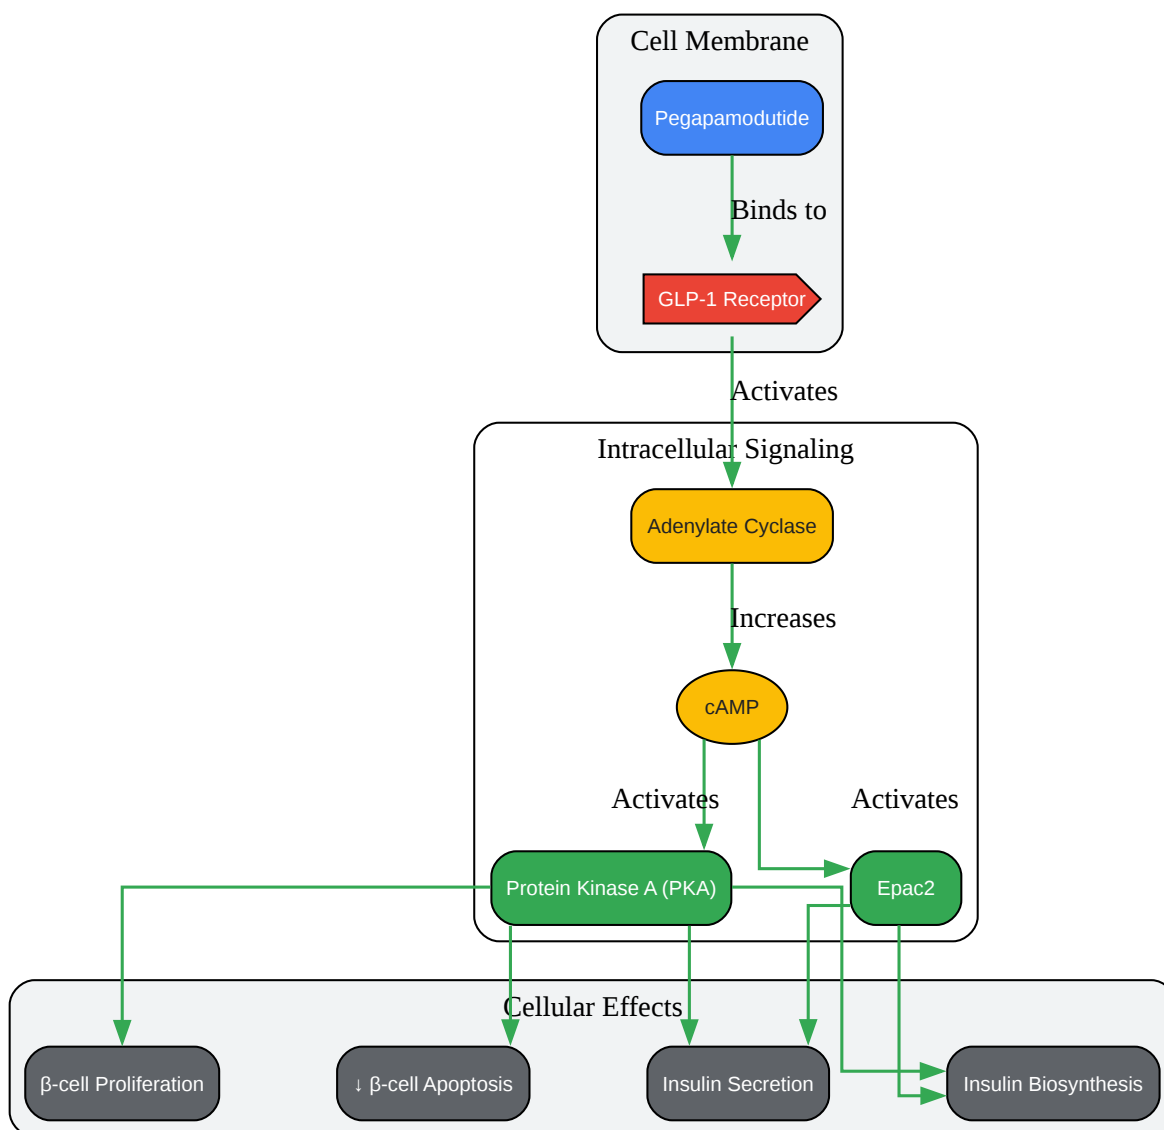 Cell Membrane
Pegapamodutide
Binds to
GLP-1 Receptor
Activates
Intracellular Signaling
Adenylate Cyclase
Increases
cAMP
Activates
Activates
Protein Kinase A (PKA)
Epac2
Cellular Effects
β-cell Proliferation
↓ β-cell Apoptosis
Insulin Secretion
Insulin Biosynthesis